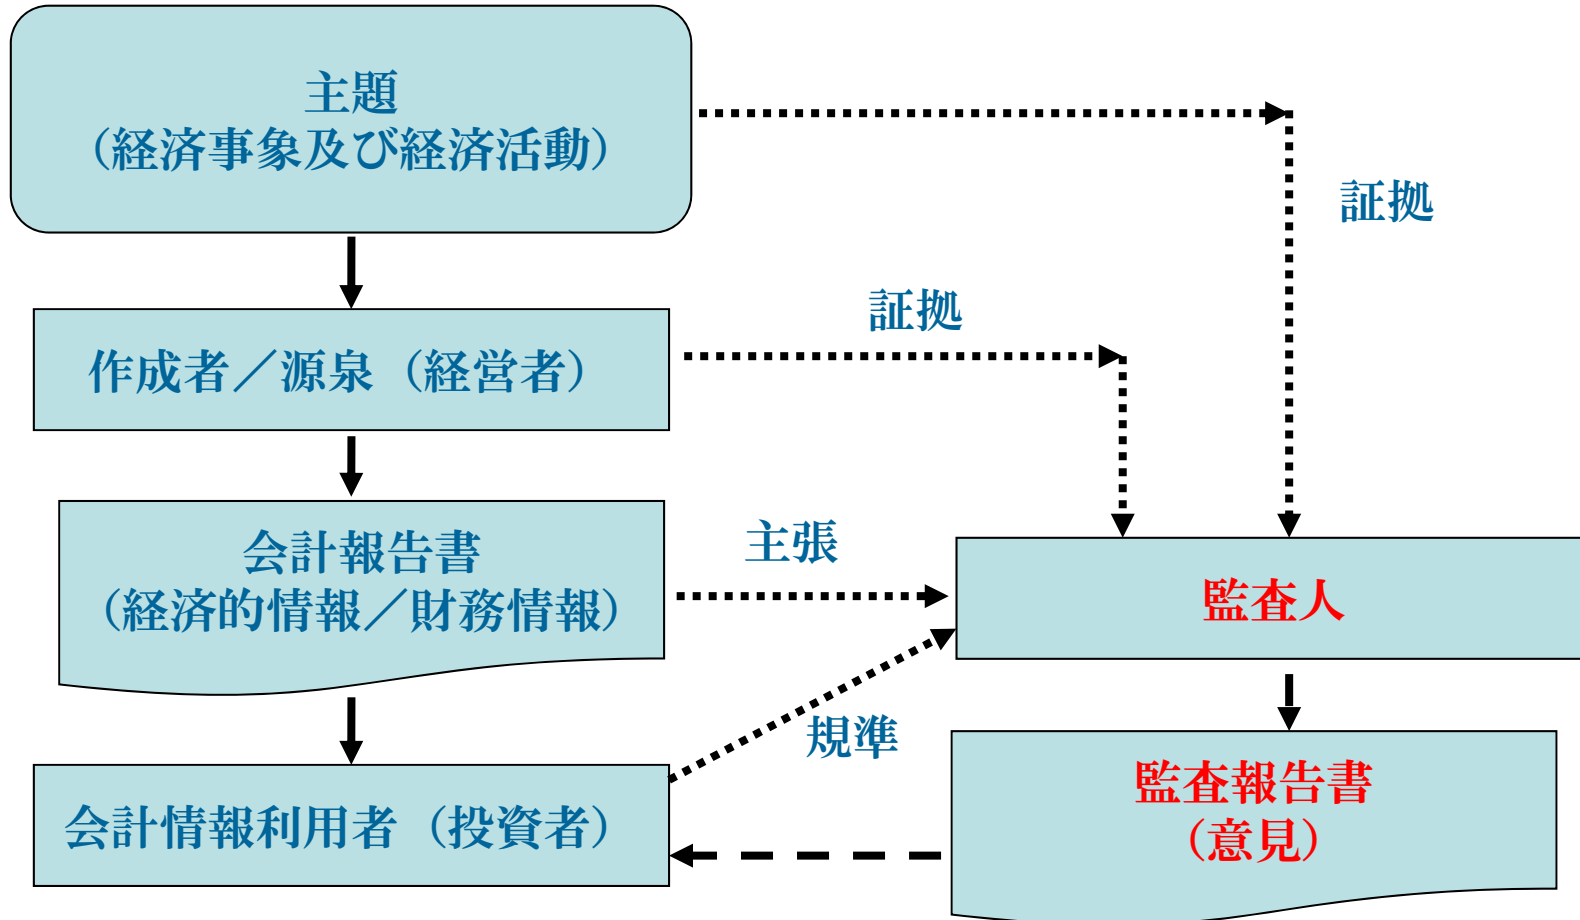 主題
（経済事象及び経済活動）
証拠
証拠
作成者／源泉（経営者）
会計報告書
（経済的情報／財務情報）
主張
監査人
規準
会計情報利用者（投資者）
監査報告書
（意見）